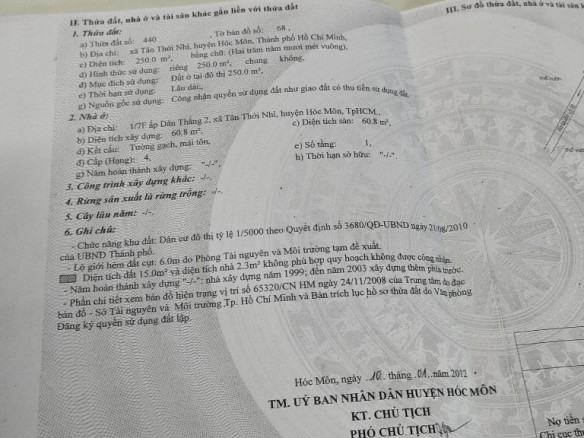 II. Thửa đất, nhà ở và tài sản khác gắn liền với thửa đất
1. Thửa đất:
a) Thửa đất số: 440 , Tờ bản đồ số: 68 ,
b) Địa chỉ: xã Tân Thới Nhì, huyện Hóc Môn, Thành phố Hồ Chí Minh,
c) Diện tích: 250.0 m², bằng chữ: (Hai trăm năm mươi mét vuông),
d) Hình thức sử dụng: riêng 250.0 m², chung không,
đ) Mục đích sử dụng: Đất ở tại đô thị 250.0 m²,
e) Thời hạn sử dụng: Lâu dài;
g) Nguồn gốc sử dụng: Công nhận quyền sử dụng đất như giao đất có thu tiền sử dụng đất.
2. Nhà ở:
a) Địa chỉ: 1/7F ấp Dân Thắng 2, xã Tân Thới Nhì, huyện Hóc Môn, TpHCM.,
b) Diện tích xây dựng: 60.8 m², c) Diện tích sàn: 60.8 m²,
d) Kết cấu: Tường gạch, mái tôn,
đ) Cấp (Hạng): 4, e) Số tầng: 1,
g) Năm hoàn thành xây dựng: "-/-", h) Thời hạn sở hữu: "-/-".
3. Công trình xây dựng khác: -/-.
4. Rừng sản xuất là rừng trồng: -/-.
5. Cây lâu năm: -/-.
6. Ghi chú:
- Chức năng khu đất: Dân cư đô thị tỷ lệ 1/5000 theo Quyết định số 3680/QĐ-UBND ngày 21/08/2010
của UBND Thành phố.
- Lộ giới hẻm đất cụt: 6.0m do Phòng Tài nguyên và Môi trường tạm đề xuất.
Diện tích đất 15.0m² và diện tích nhà 2.3m² không phù hợp quy hoạch không được công nhận.
- Năm hoàn thành xây dựng "-/-": nhà xây dựng năm 1999; đến năm 2003 xây dựng thêm phía trước.
- Phần chi tiết xem bản đồ hiện trạng vị trí số 65320/CN HM ngày 24/11/2008 của Trung tâm đo đạc
bản đồ - Sở Tài nguyên và Môi trường Tp. Hồ Chí Minh và Bản trích lục hồ sơ thửa đất do Văn phòng
Đăng ký quyền sử dụng đất lập.
Hóc Môn, ngày 10 tháng 01 năm 2012
TM. UỶ BAN NHÂN DÂN HUYỆN HÓC MÔN
KT. CHỦ TỊCH
PHÓ CHỦ TỊCH
III. Sơ đồ thửa đất, nhà ở và tài sản
Nợ tiền
Chi cục th